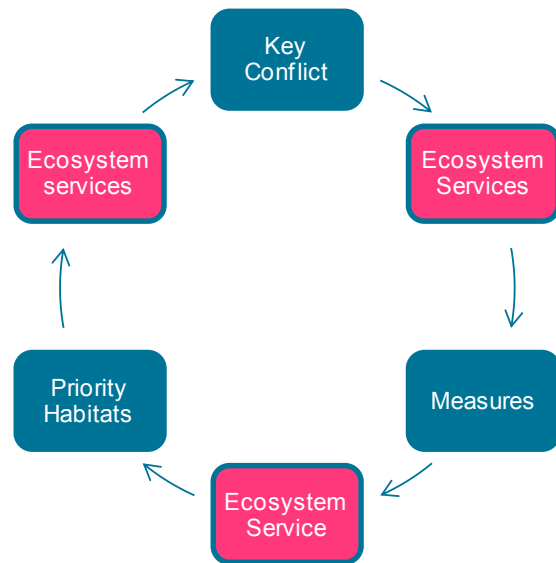 Key
Conflict
Ecosystem
services
Ecosystem
Services
Priority
Habitats
Measures
Ecosystem
Service